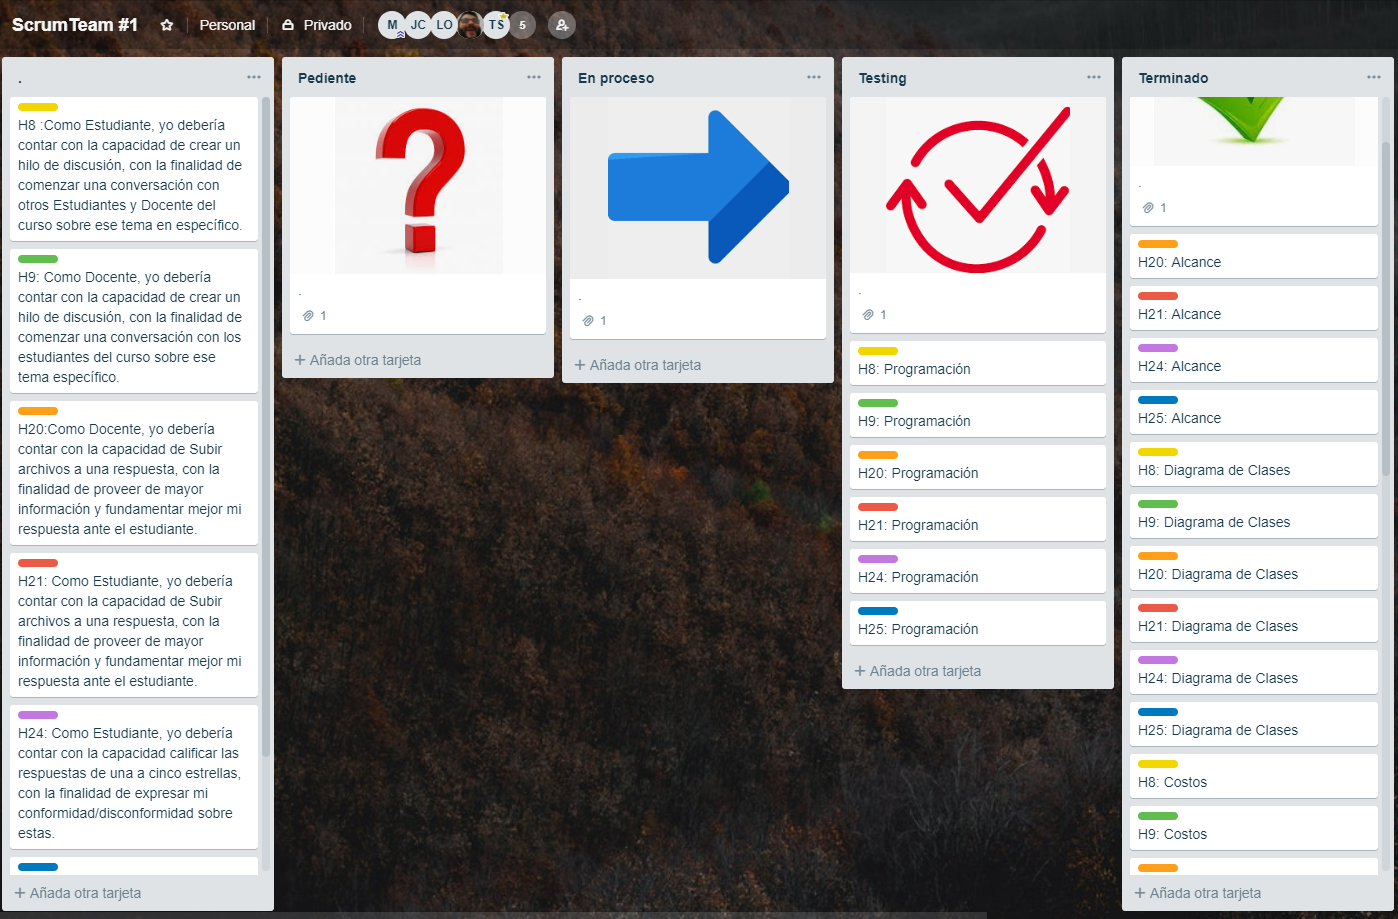 ScrumTeam #1
Personal
Privado
M
JC
LO
TS
5
.
H8 :Como Estudiante, yo debería
contar con la capacidad de crear un
hilo de discusión, con la finalidad de
comenzar una conversación con
otros Estudiantes y Docente del
curso sobre ese tema en específico.
H9: Como Docente, yo debería
contar con la capacidad de crear un
hilo de discusión, con la finalidad de
comenzar una conversación con los
estudiantes del curso sobre ese
tema específico.
H20:Como Docente, yo debería
contar con la capacidad de Subir
archivos a una respuesta, con la
finalidad de proveer de mayor
información y fundamentar mejor mi
respuesta ante el estudiante.
H21: Como Estudiante, yo debería
contar con la capacidad de Subir
archivos a una respuesta, con la
finalidad de proveer de mayor
información y fundamentar mejor mi
respuesta ante el estudiante.
H24: Como Estudiante, yo debería
contar con la capacidad calificar las
respuestas de una a cinco estrellas,
con la finalidad de expresar mi
conformidad/disconformidad sobre
estas.
+ Añada otra tarjeta
Pediente
.
1
+ Añada otra tarjeta
En proceso
.
1
+ Añada otra tarjeta
Testing
.
1
H8: Programación
H9: Programación
H20: Programación
H21: Programación
H24: Programación
H25: Programación
+ Añada otra tarjeta
Terminado
.
1
H20: Alcance
H21: Alcance
H24: Alcance
H25: Alcance
H8: Diagrama de Clases
H9: Diagrama de Clases
H20: Diagrama de Clases
H21: Diagrama de Clases
H24: Diagrama de Clases
H25: Diagrama de Clases
H8: Costos
H9: Costos
+ Añada otra tarjeta